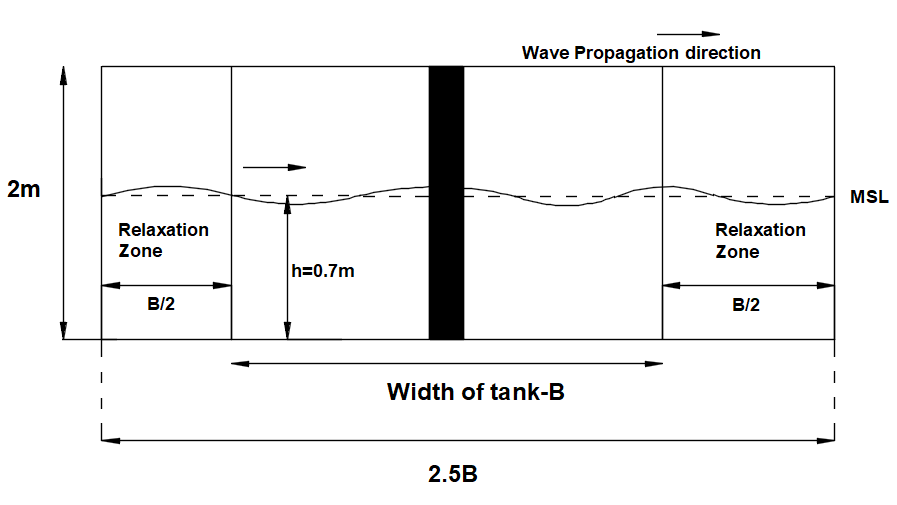 Wave Propagation direction
2m
MSL
Relaxation
Zone
Relaxation
Zone
h=0.7m
B/2
B/2
Width of tank-B
2.5B